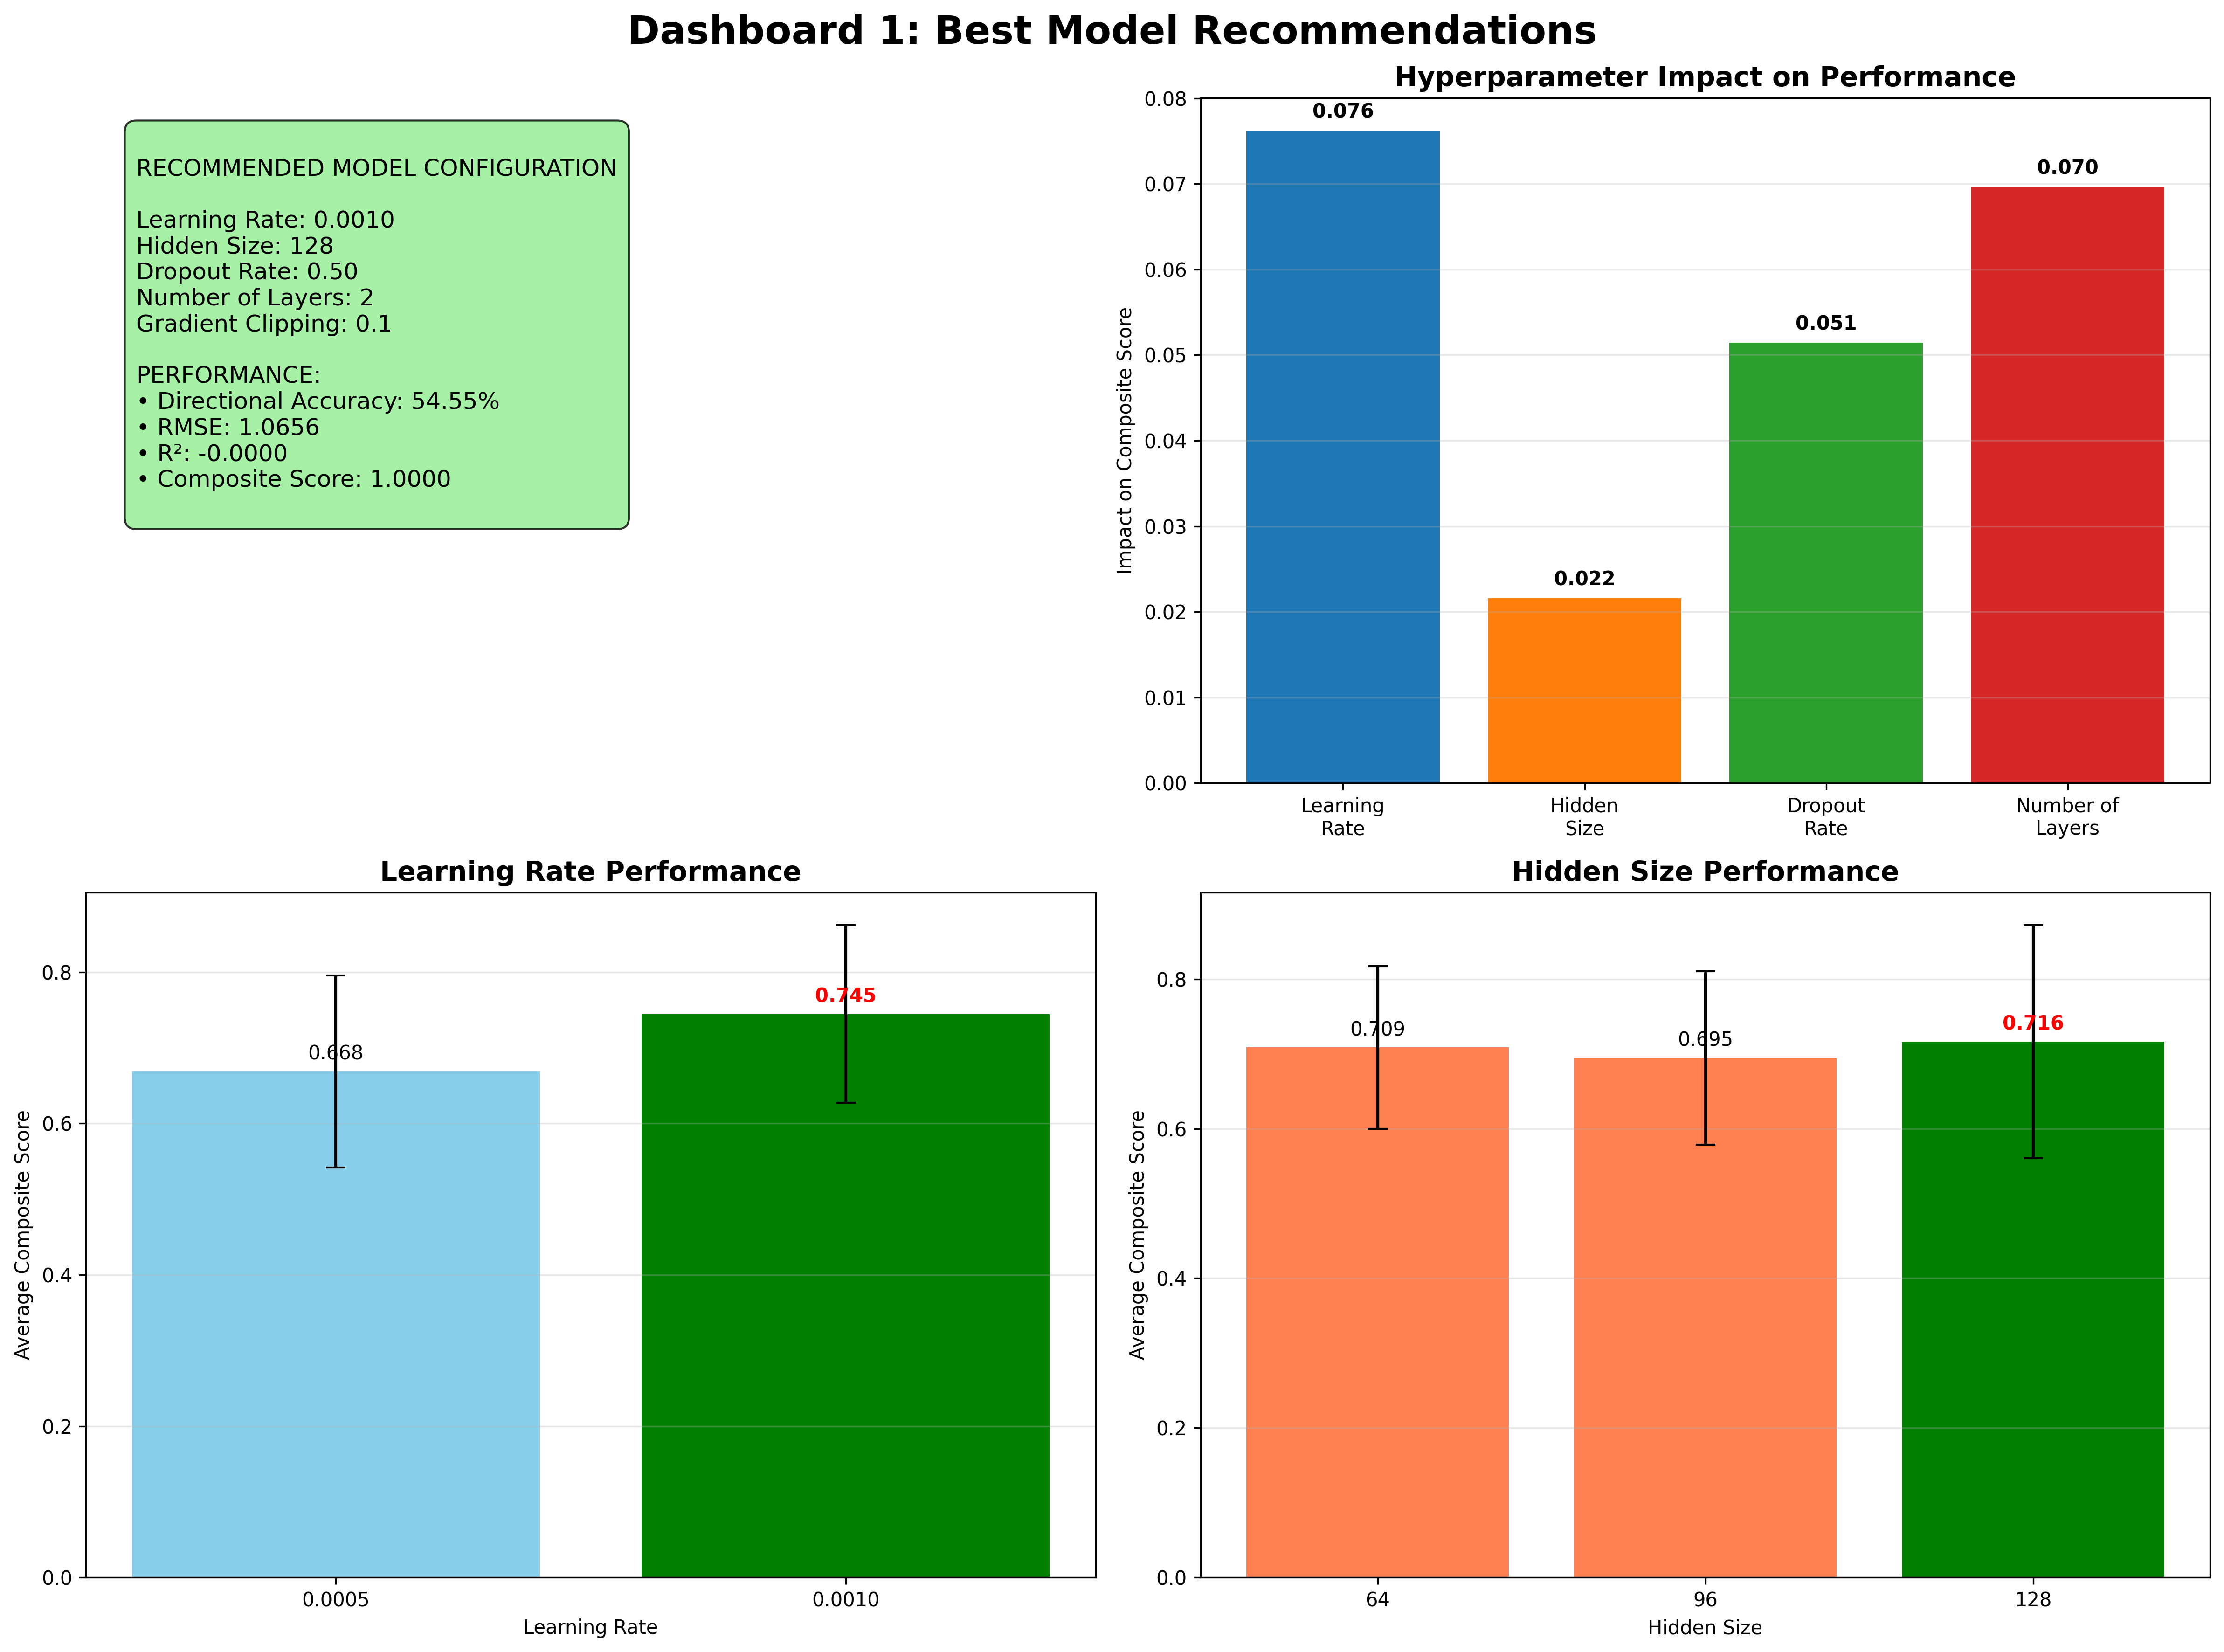 Dashboard 1: Best Model Recommendations
RECOMMENDED MODEL CONFIGURATION
Learning Rate: 0.0010
Hidden Size: 128
Dropout Rate: 0.50
Number of Layers: 2
Gradient Clipping: 0.1
PERFORMANCE:
• Directional Accuracy: 54.55%
• RMSE: 1.0656
• R²: -0.0000
• Composite Score: 1.0000
Hyperparameter Impact on Performance
Impact on Composite Score
0.08
0.07
0.06
0.05
0.04
0.03
0.02
0.01
0.00
0.076
0.022
0.051
0.070
Learning
Rate
Hidden
Size
Dropout
Rate
Number of
Layers
Learning Rate Performance
Average Composite Score
0.8
0.6
0.4
0.2
0.0
0.668
0.745
0.0005
0.0010
Learning Rate
Hidden Size Performance
Average Composite Score
0.8
0.6
0.4
0.2
0.0
0.709
0.695
0.716
64
96
128
Hidden Size